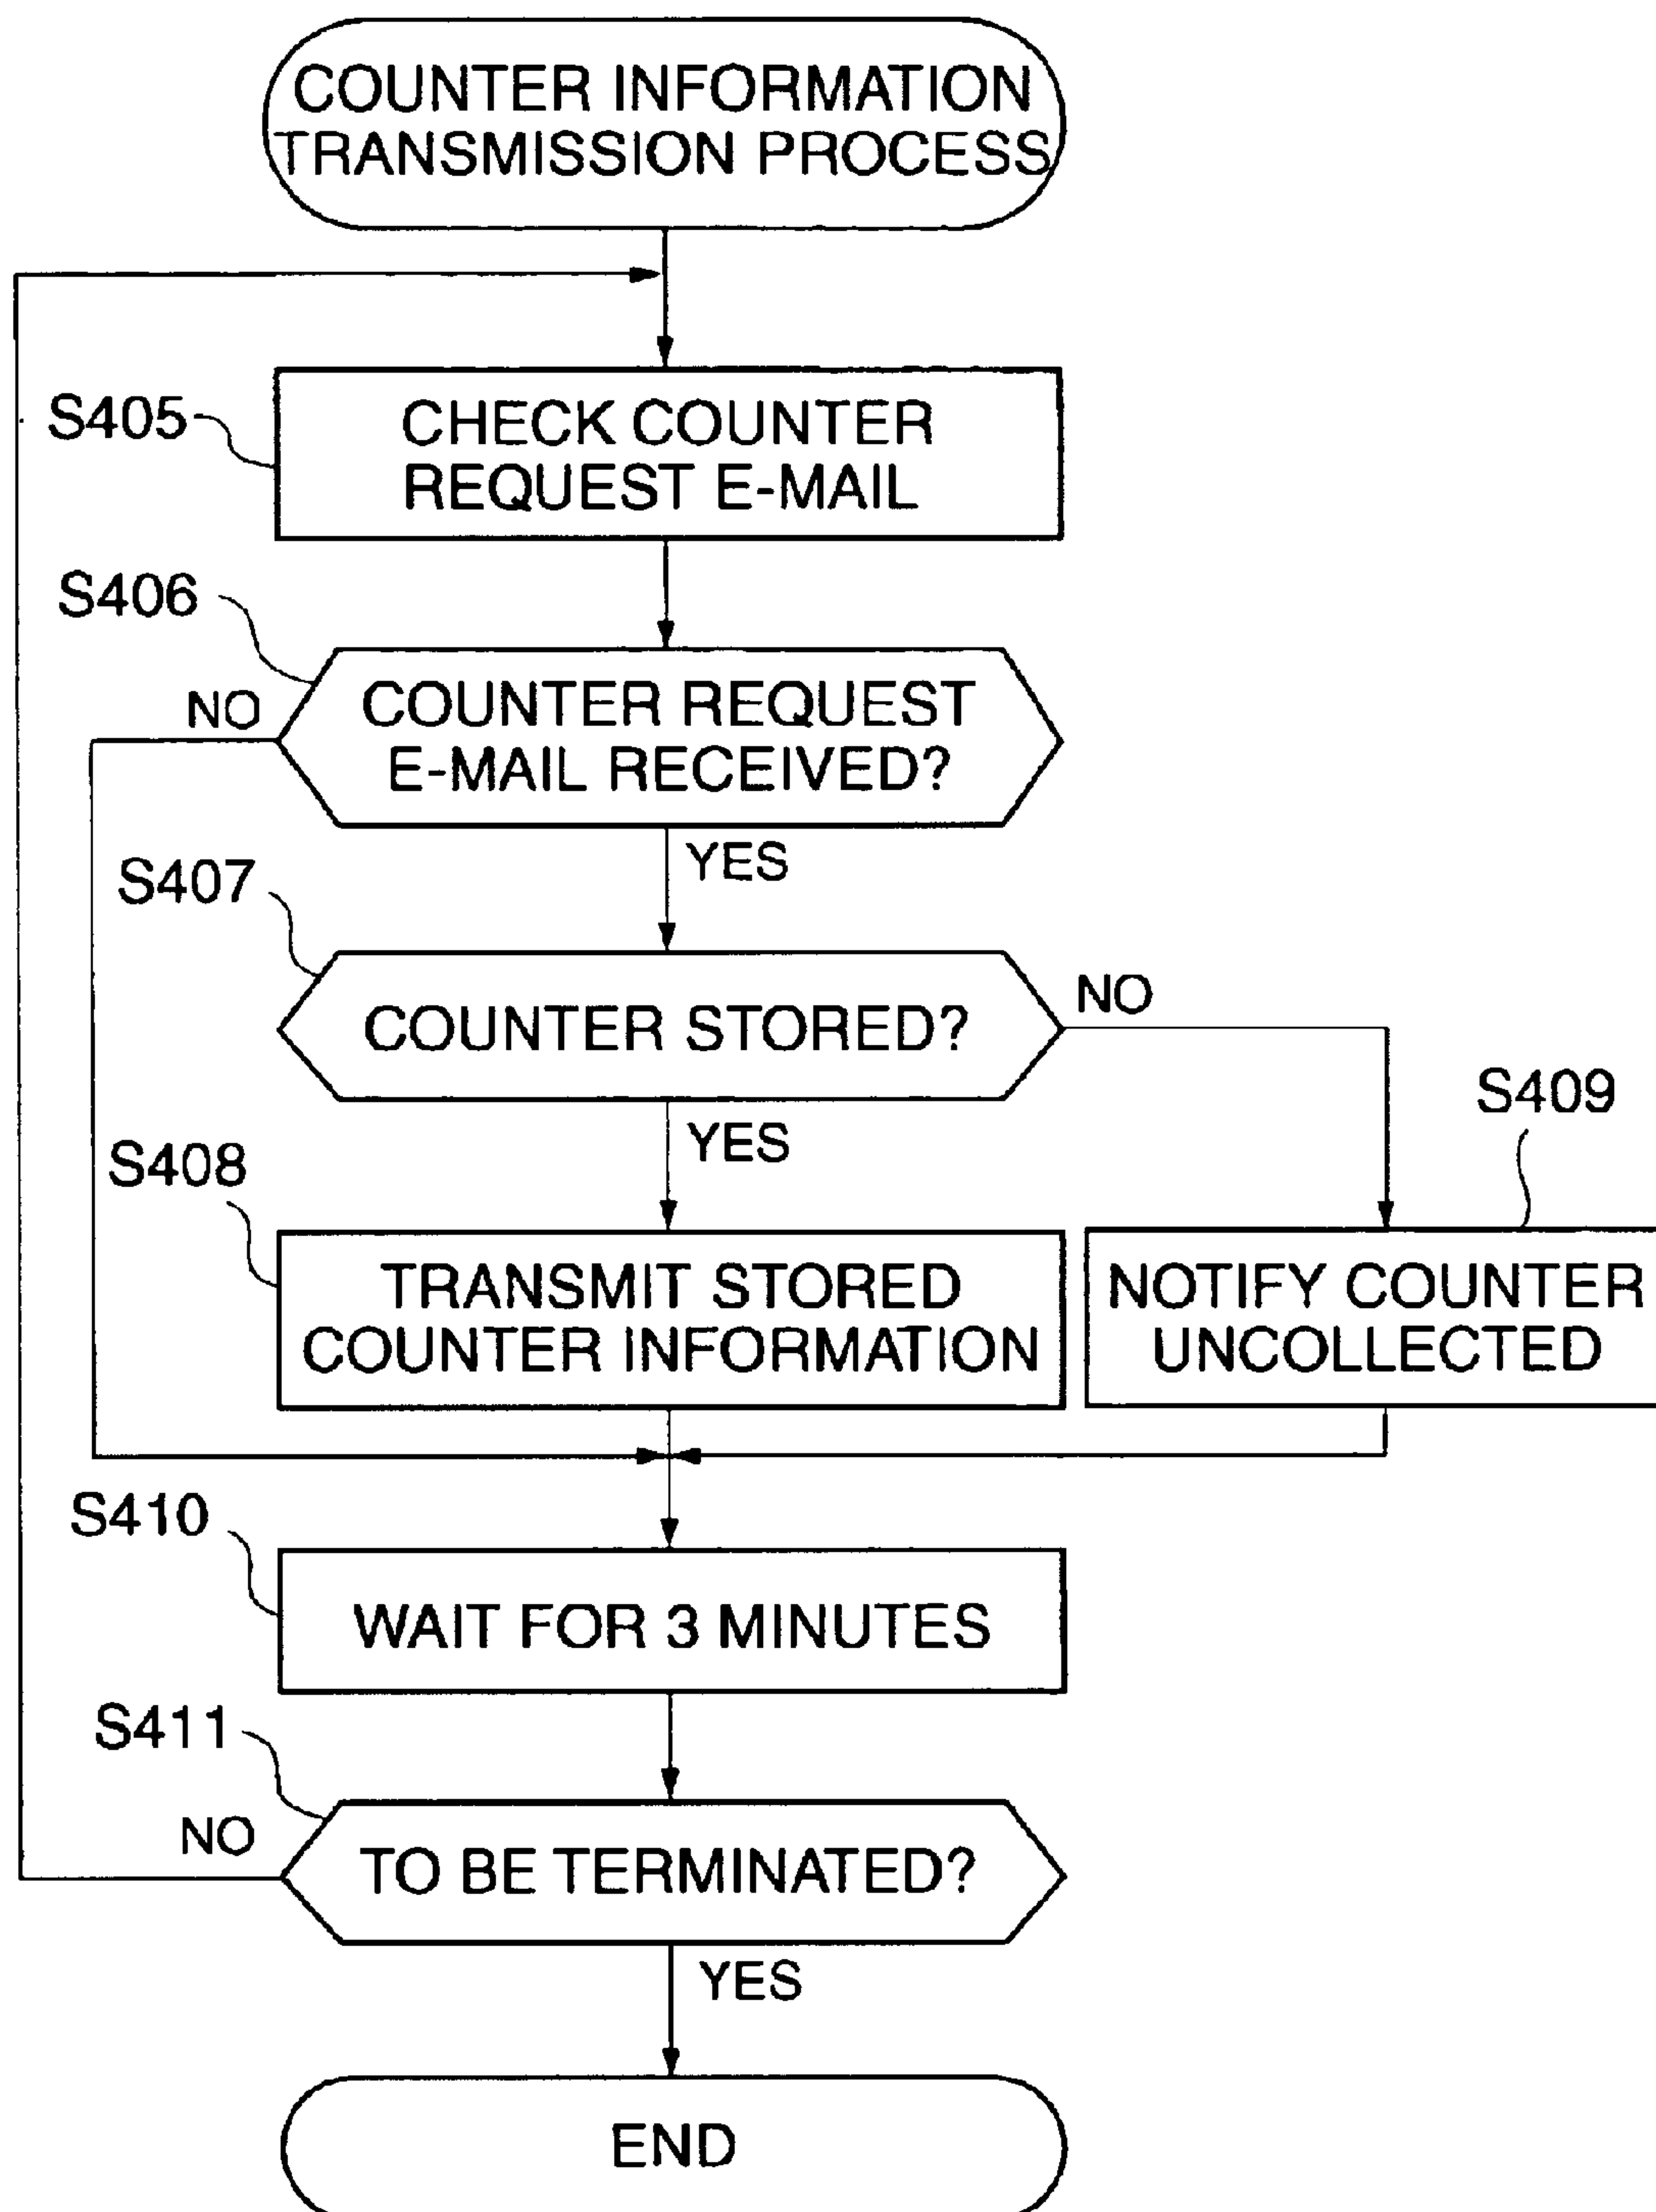 COUNTER INFORMATION
TRANSMISSION PROCESS
S405
CHECK COUNTER
REQUEST E-MAIL
S406
NO
COUNTER REQUEST
E-MAIL RECEIVED?
YES
S407
COUNTER STORED?
NO
YES
S408
S409
TRANSMIT STORED
COUNTER INFORMATION
NOTIFY COUNTER
UNCOLLECTED
S410
WAIT FOR 3 MINUTES
S411
NO
TO BE TERMINATED?
YES
END